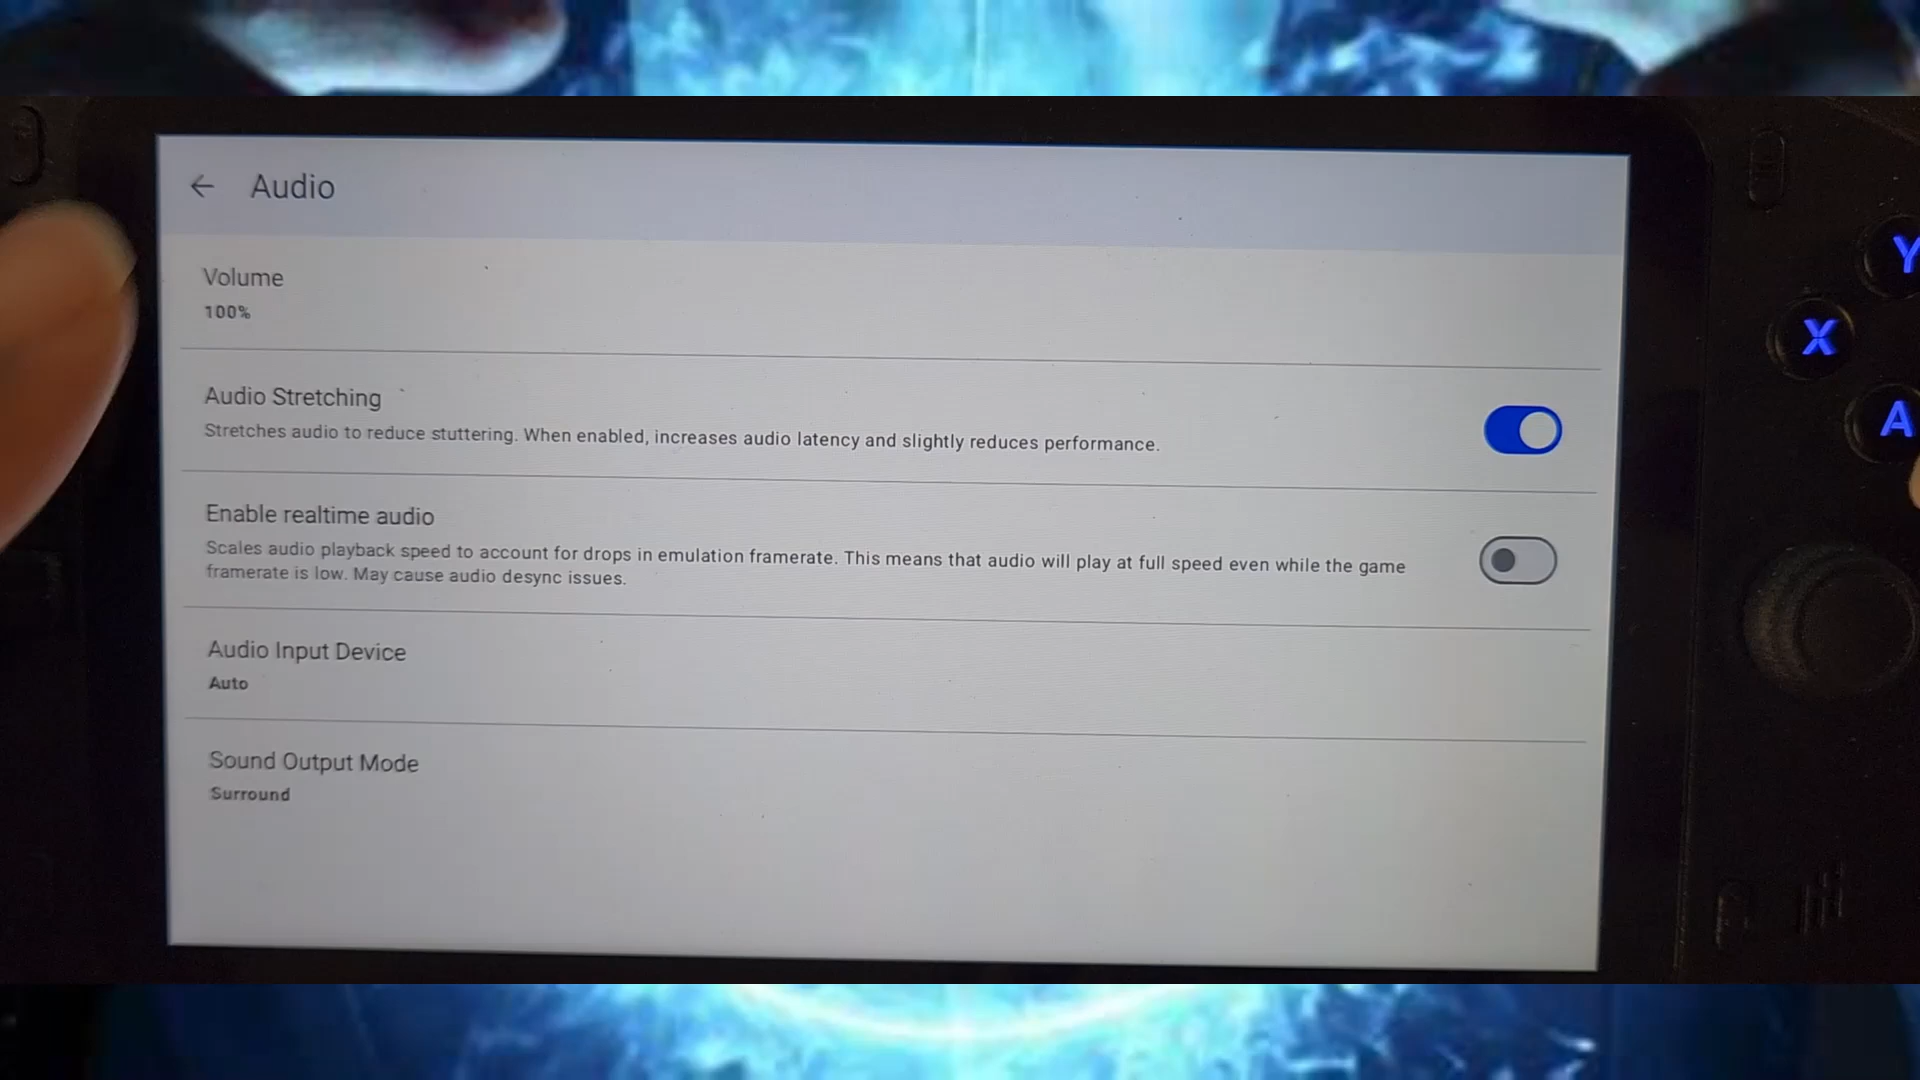 Audio
Volume
100%
Audio Stretching
Stretches audio to reduce stuttering. When enabled, increases audio latency and slightly reduces performance.
Enable realtime audio
Scales audio playback speed to account for drops in emulation framerate. This means that audio will play at full speed even while the game
framerate is low. May cause audio desync issues.
Audio Input Device
Auto
Sound Output Mode
Surround
Y
X
A